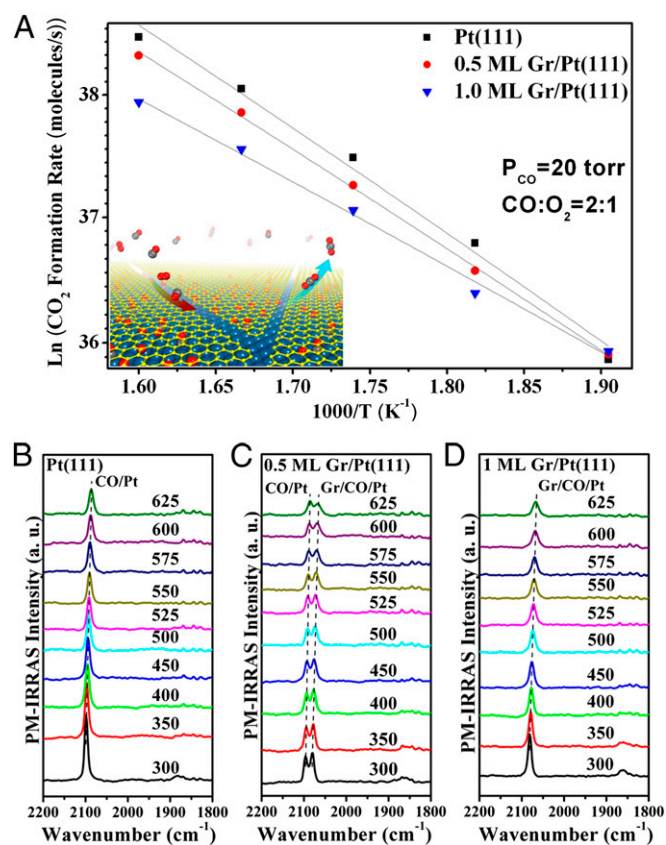 A
Ln (CO2 Formation Rate (molecules/s))
38
37
36
Pt(111)
0.5 ML Gr/Pt(111)
1.0 ML Gr/Pt(111)
PCO=20 torr
CO:O2=2:1
1.60 1.65 1.70 1.75 1.80 1.85 1.90
1000/T (K-1)
B
Pt(111)
CO/Pt
625
600
575
550
525
500
450
400
350
300
PM-IRRAS Intensity (a. u.)
2200 2100 2000 1900 1800
Wavenumber (cm-1)
C
0.5 ML Gr/Pt(111)
CO/Pt Gr/CO/Pt
625
600
575
550
525
500
450
400
350
300
PM-IRRAS Intensity (a. u.)
2200 2100 2000 1900 1800
Wavenumber (cm-1)
D
1 ML Gr/Pt(111)
Gr/CO/Pt
625
600
575
550
525
500
450
400
350
300
PM-IRRAS Intensity (a. u.)
2200 2100 2000 1900 1800
Wavenumber (cm-1)